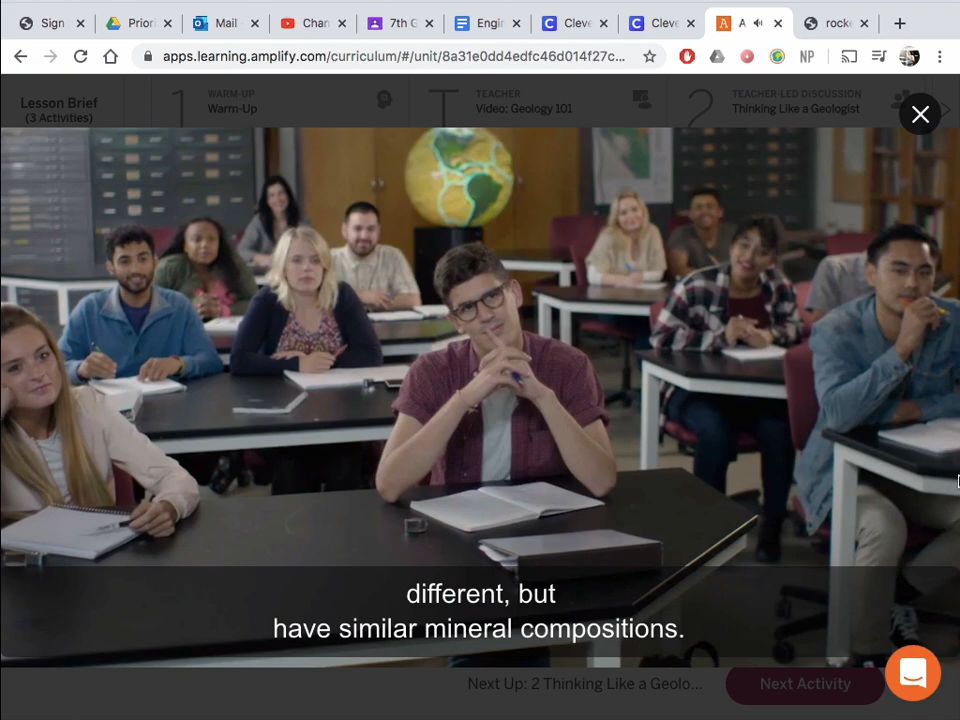 Sign
Prior
Mail
Chan
7th G
Engir
Cleve
Cleve
A
rock
apps.learning.amplify.com/curriculum/#/unit/8a31e0dd4edfc46d014f27c...
NP
Lesson Brief
(3 Activities)
1
WARM-UP
Warm-Up
T
TEACHER
Video: Geology 101
2
TEACHER-LED DISCUSSION
Thinking Like a Geologist
different, but
have similar mineral compositions.
Next Up: 2 Thinking Like a Geolo...
Next Activity